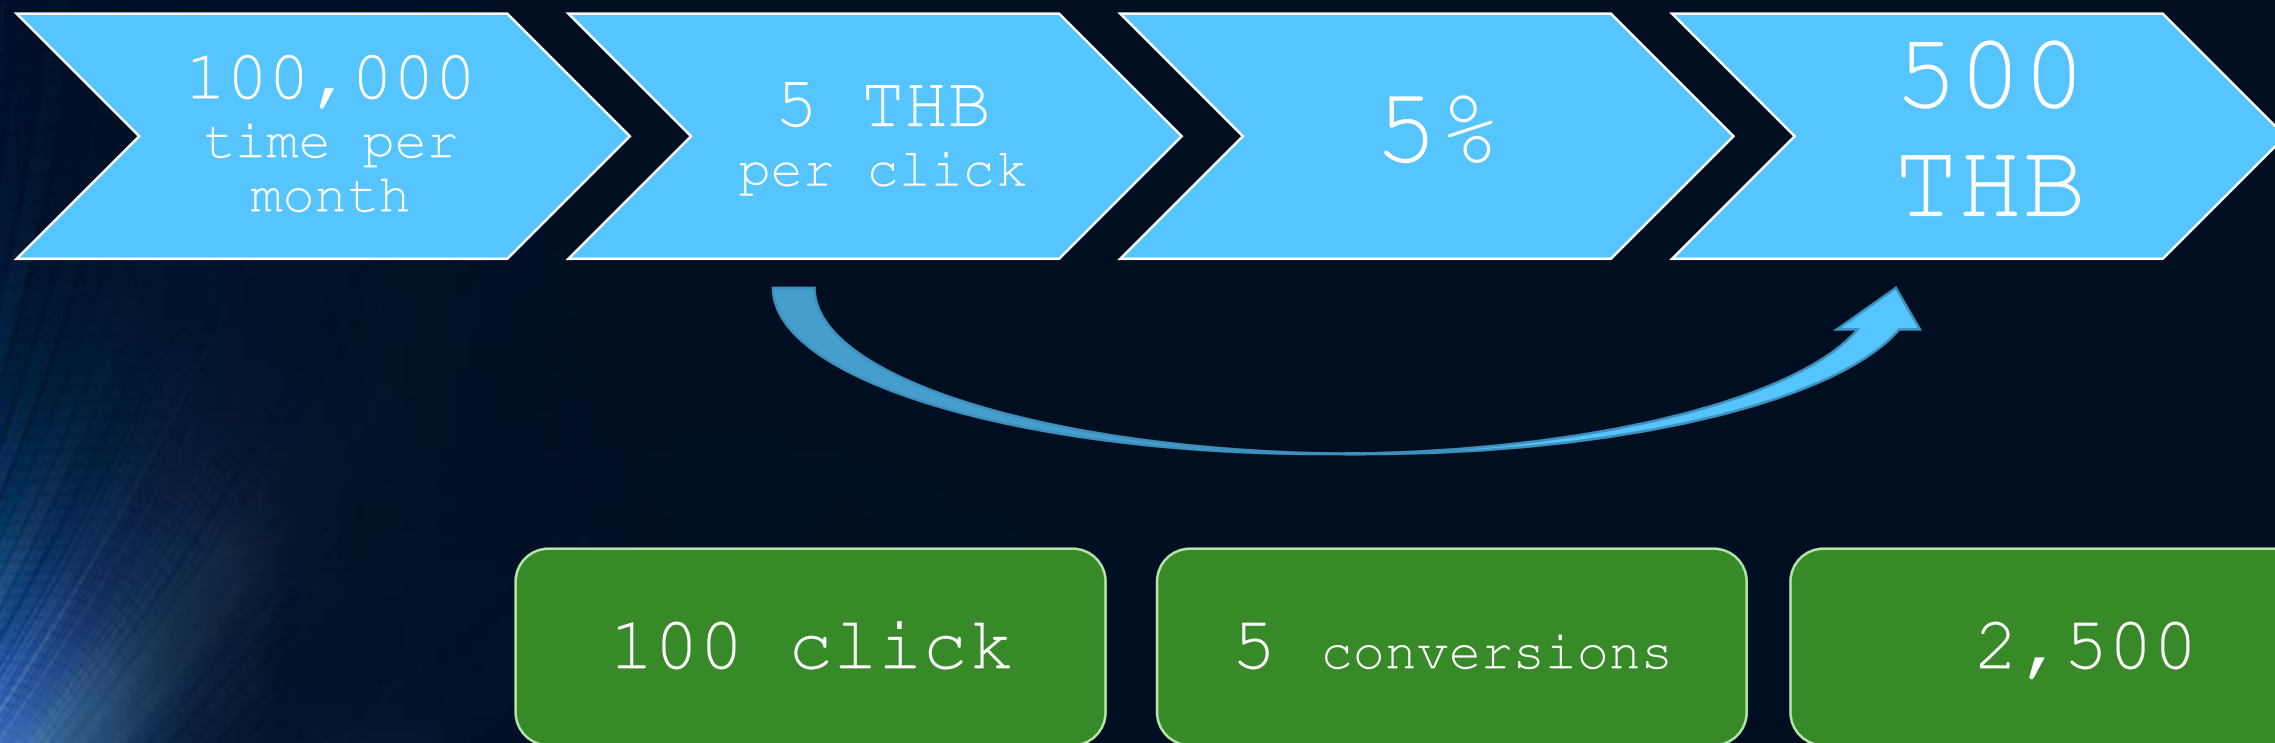 100,000
time per
month
5 THB
per click
5%
500
THB
100 click
5 conversions
2,500